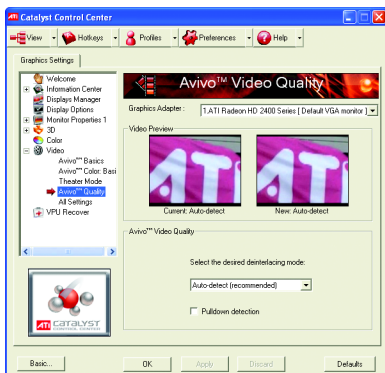 ATI Catalyst Control Center
View Hotkeys Profiles Preferences Help
Graphics Settings
Welcome
Information Center
Displays Manager
Display Options
Monitor Properties 1
3D
Color
Video
Avivo™ Basics
Avivo™ Color: Basi
Theater Mode
Avivo™ Quality
All Settings
VPU Recover
ATI CATALYST
CONTROL CENTER
Avivo™ Video Quality
Graphics Adapter :
1.ATI Radeon HD 2400 Series [ Default VGA monitor ]
Video Preview
Current: Auto-detect
New: Auto-detect
Avivo™ Video Quality
Select the desired deinterlacing mode:
Auto-detect (recommended)
Pulldown detection
Basic... OK Apply Discard Defaults